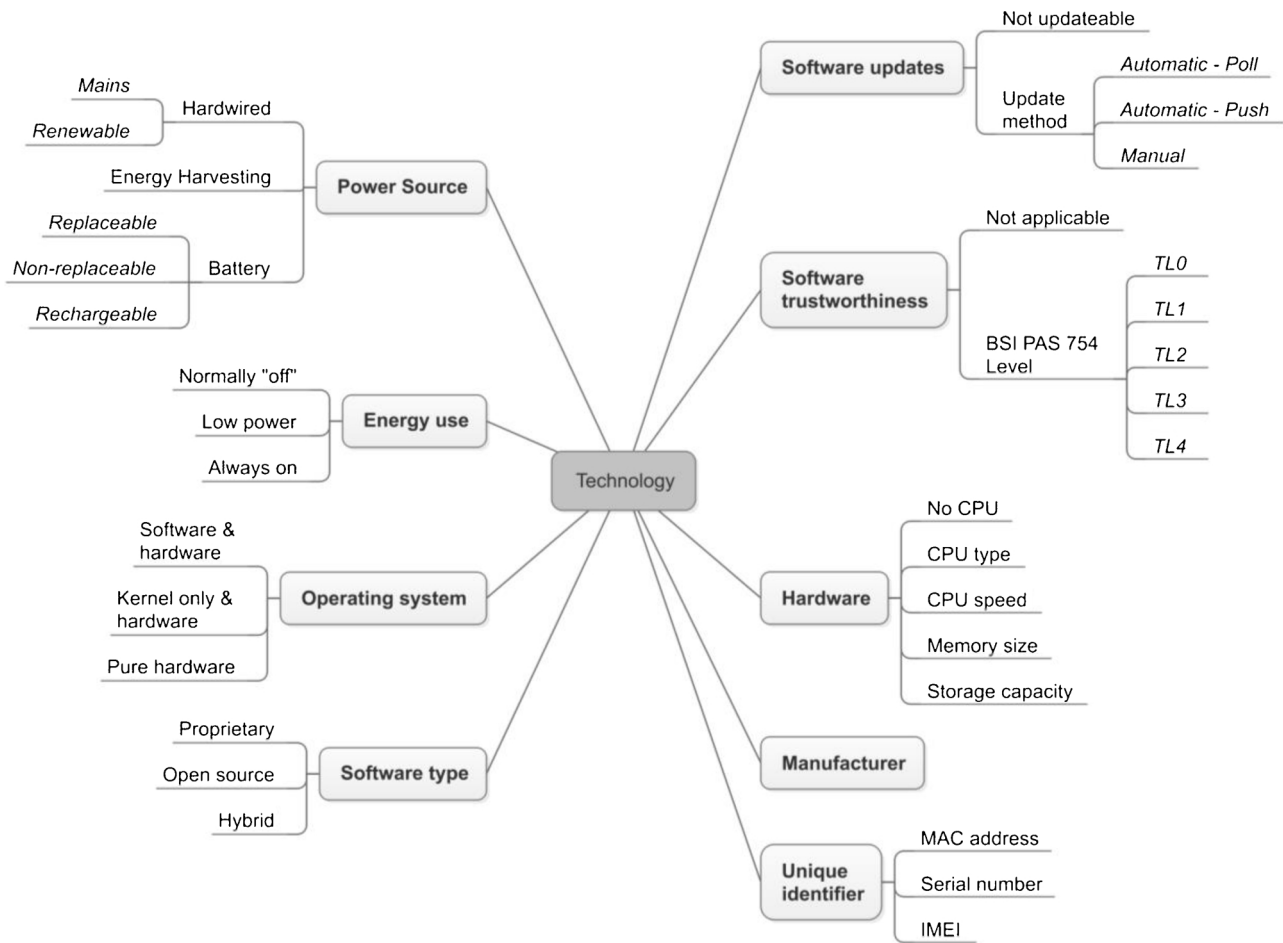 Technology
Power Source
Hardwired
Mains
Renewable
Energy Harvesting
Battery
Replaceable
Non-replaceable
Rechargeable
Energy use
Normally "off"
Low power
Always on
Operating system
Software &
hardware
Kernel only &
hardware
Pure hardware
Software type
Proprietary
Open source
Hybrid
Software updates
Not updateable
Update
method
Automatic - Poll
Automatic - Push
Manual
Software
trustworthiness
Not applicable
BSI PAS 754
Level
TL0
TL1
TL2
TL3
TL4
Hardware
No CPU
CPU type
CPU speed
Memory size
Storage capacity
Manufacturer
Unique
identifier
MAC address
Serial number
IMEI